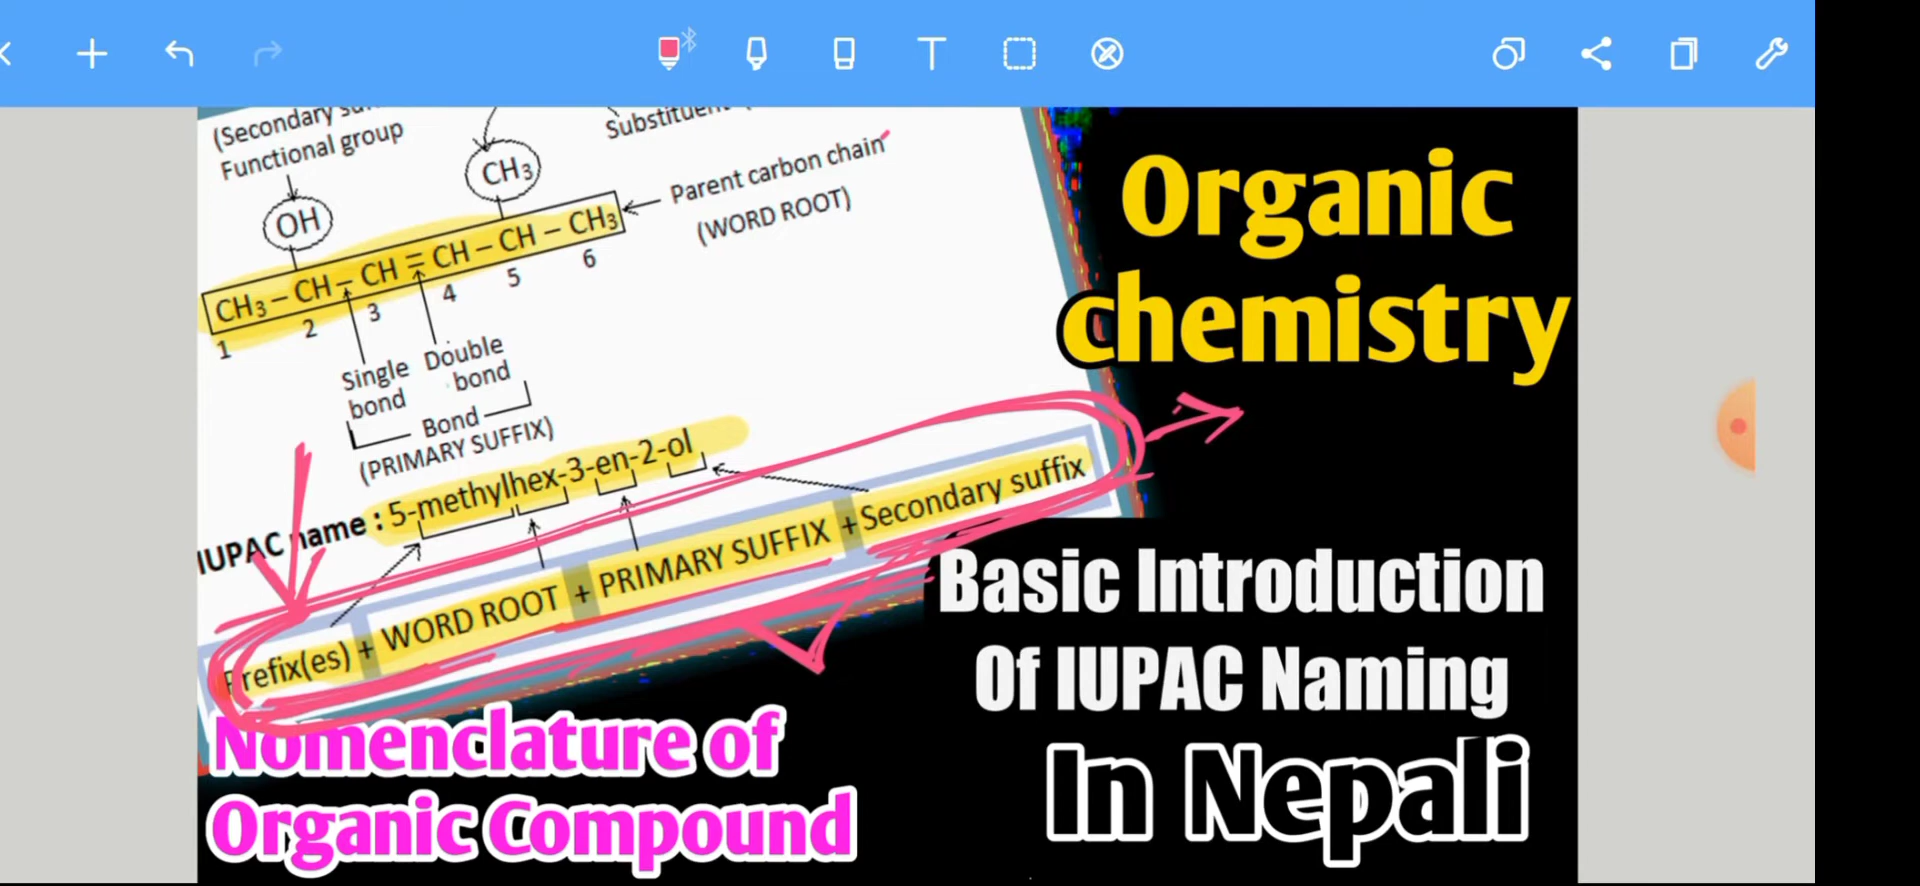 (Secondary suf
Functional group
Substituent
OH
CH₃
Parent carbon chain
(WORD ROOT)
CH₃ – CH – CH = CH – CH – CH₃
1 2 3 4 5 6
Single bond
Double bond
Bond
(PRIMARY SUFFIX)
IUPAC name : 5-methylhex-3-en-2-ol
Prefix(es) + WORD ROOT + PRIMARY SUFFIX + Secondary suffix
Organic
chemistry
Basic Introduction
Of IUPAC Naming
In Nepali
Nomenclature of
Organic Compound